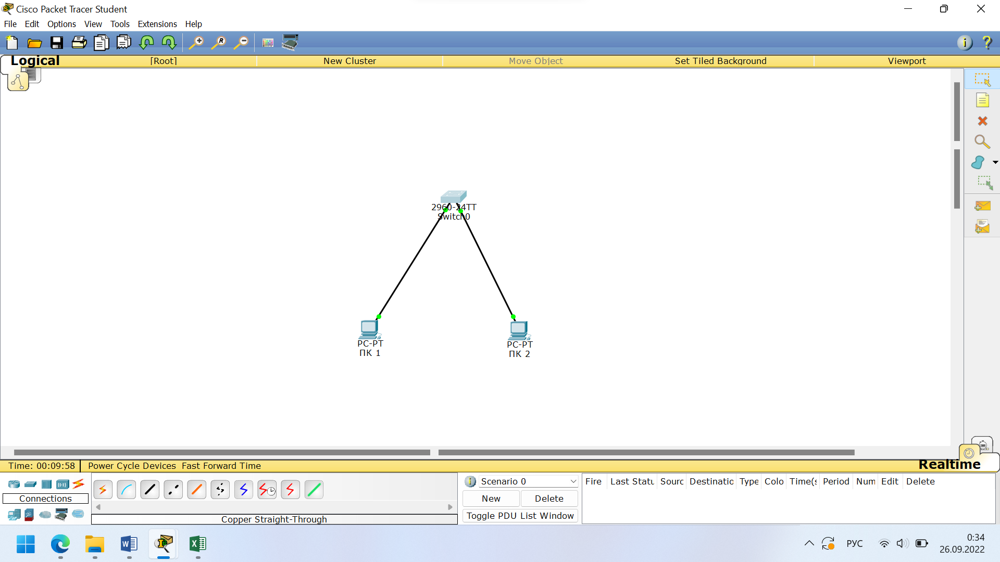 Cisco Packet Tracer Student
File Edit Options View Tools Extensions Help
Logical [Root] New Cluster Move Object Set Tiled Background Viewport
2960-24TT
Switch0
PC-PT
ПК 1
PC-PT
ПК 2
Time: 00:09:58 Power Cycle Devices Fast Forward Time Realtime
Connections
Copper Straight-Through
Scenario 0
New Delete
Toggle PDU List Window
Fire Last Statu Sourc Destinatic Type Colo Time(s Period Num Edit Delete
РУС
0:34
26.09.2022